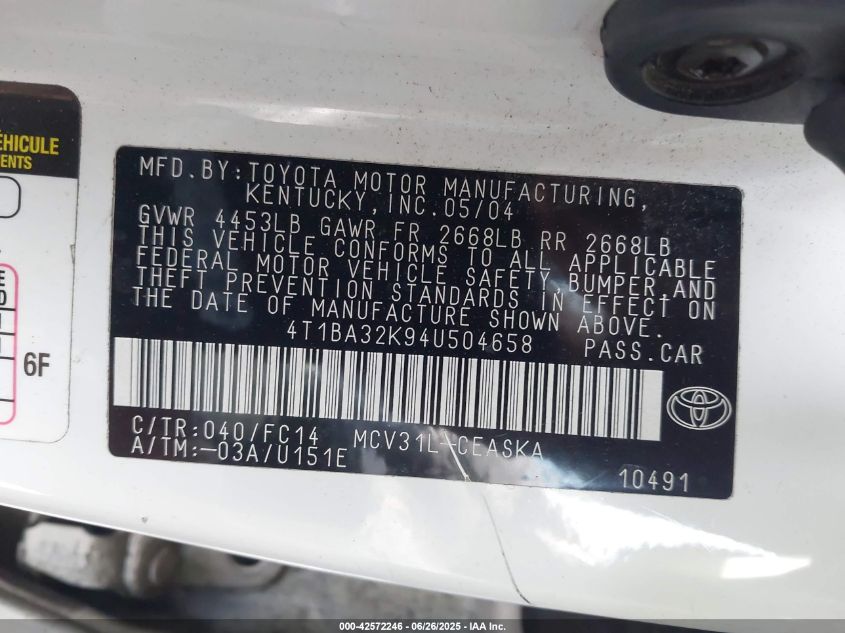 ÉHICULE
ENTS
E
D
6F
MFD.BY:TOYOTA MOTOR MANUFACTURING,
KENTUCKY,INC.05/04
GVWR 4453LB GAWR FR 2668LB RR 2668LB
THIS VEHICLE CONFORMS TO ALL APPLICABLE
FEDERAL MOTOR VEHICLE SAFETY,BUMPER,AND
THEFT PREVENTION STANDARDS IN EFFECT ON
THE DATE OF MANUFACTURE SHOWN ABOVE.
4T1BA32K94U504658 PASS.CAR
C/TR:040/FC14 MCV31L-CEASKA
A/TM:-03A/U151E
10491
000-42572246 - 06/26/2025 - © IAA, Inc.